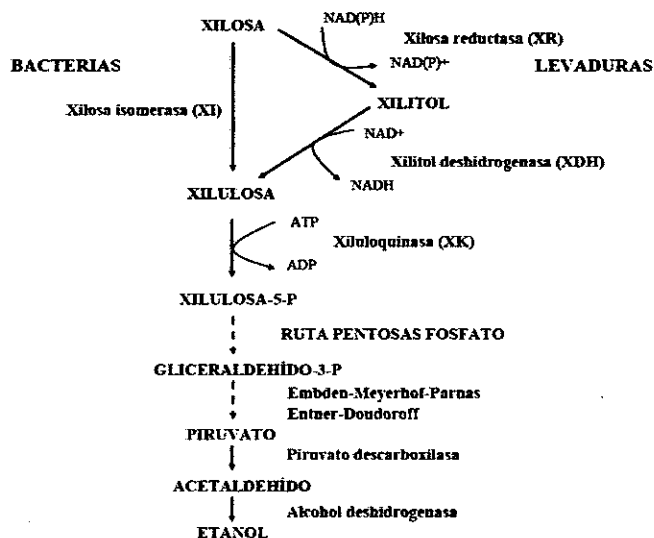 XILOSA
NAD(P)H
Xilosa reductasa (XR)
NAD(P)+
BACTERIAS
LEVADURAS
Xilosa isomerasa (XI)
XILITOL
NAD+
Xilitol deshidrogenasa (XDH)
NADH
XILULOSA
ATP
Xiluloquinasa (XK)
ADP
XILULOSA-5-P
RUTA PENTOSAS FOSFATO
GLICERALDEHÍDO-3-P
Embden-Meyerhof-Parnas
Entner-Doudoroff
PIRUVATO
Piruvato descarboxilasa
ACETALDEHÍDO
Alcohol deshidrogenasa
ETANOL